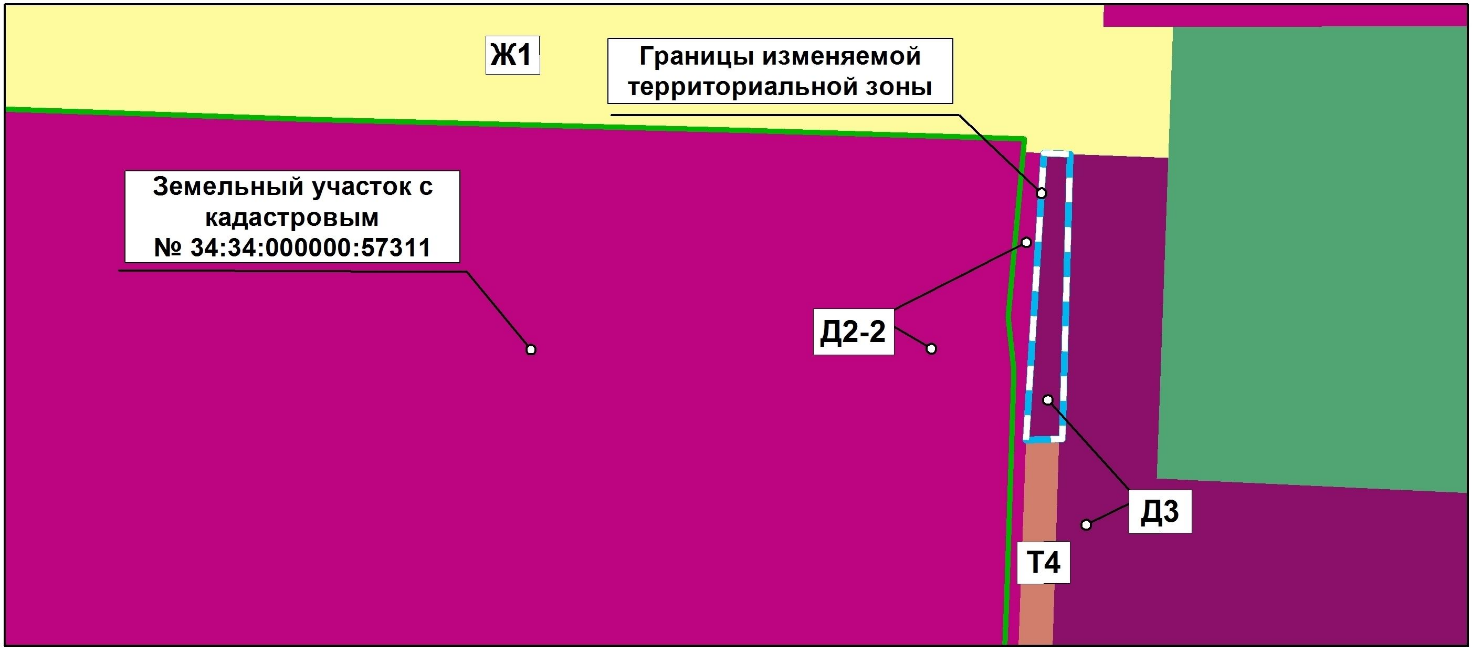 Ж1
Границы изменяемой
территориальной зоны
Земельный участок с
кадастровым
№ 34:34:000000:57311
Д2-2
Д3
Т4